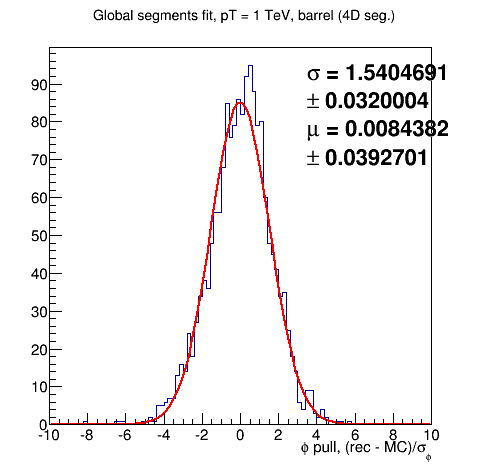 Global segments fit, pT = 1 TeV, barrel (4D seg.)
σ = 1.5404691
± 0.0320004
μ = 0.0084382
± 0.0392701
90
80
70
60
50
40
30
20
10
0
-10 -8 -6 -4 -2 0 2 4 6 8 10
ϕ pull, (rec - MC)/σ_ϕ